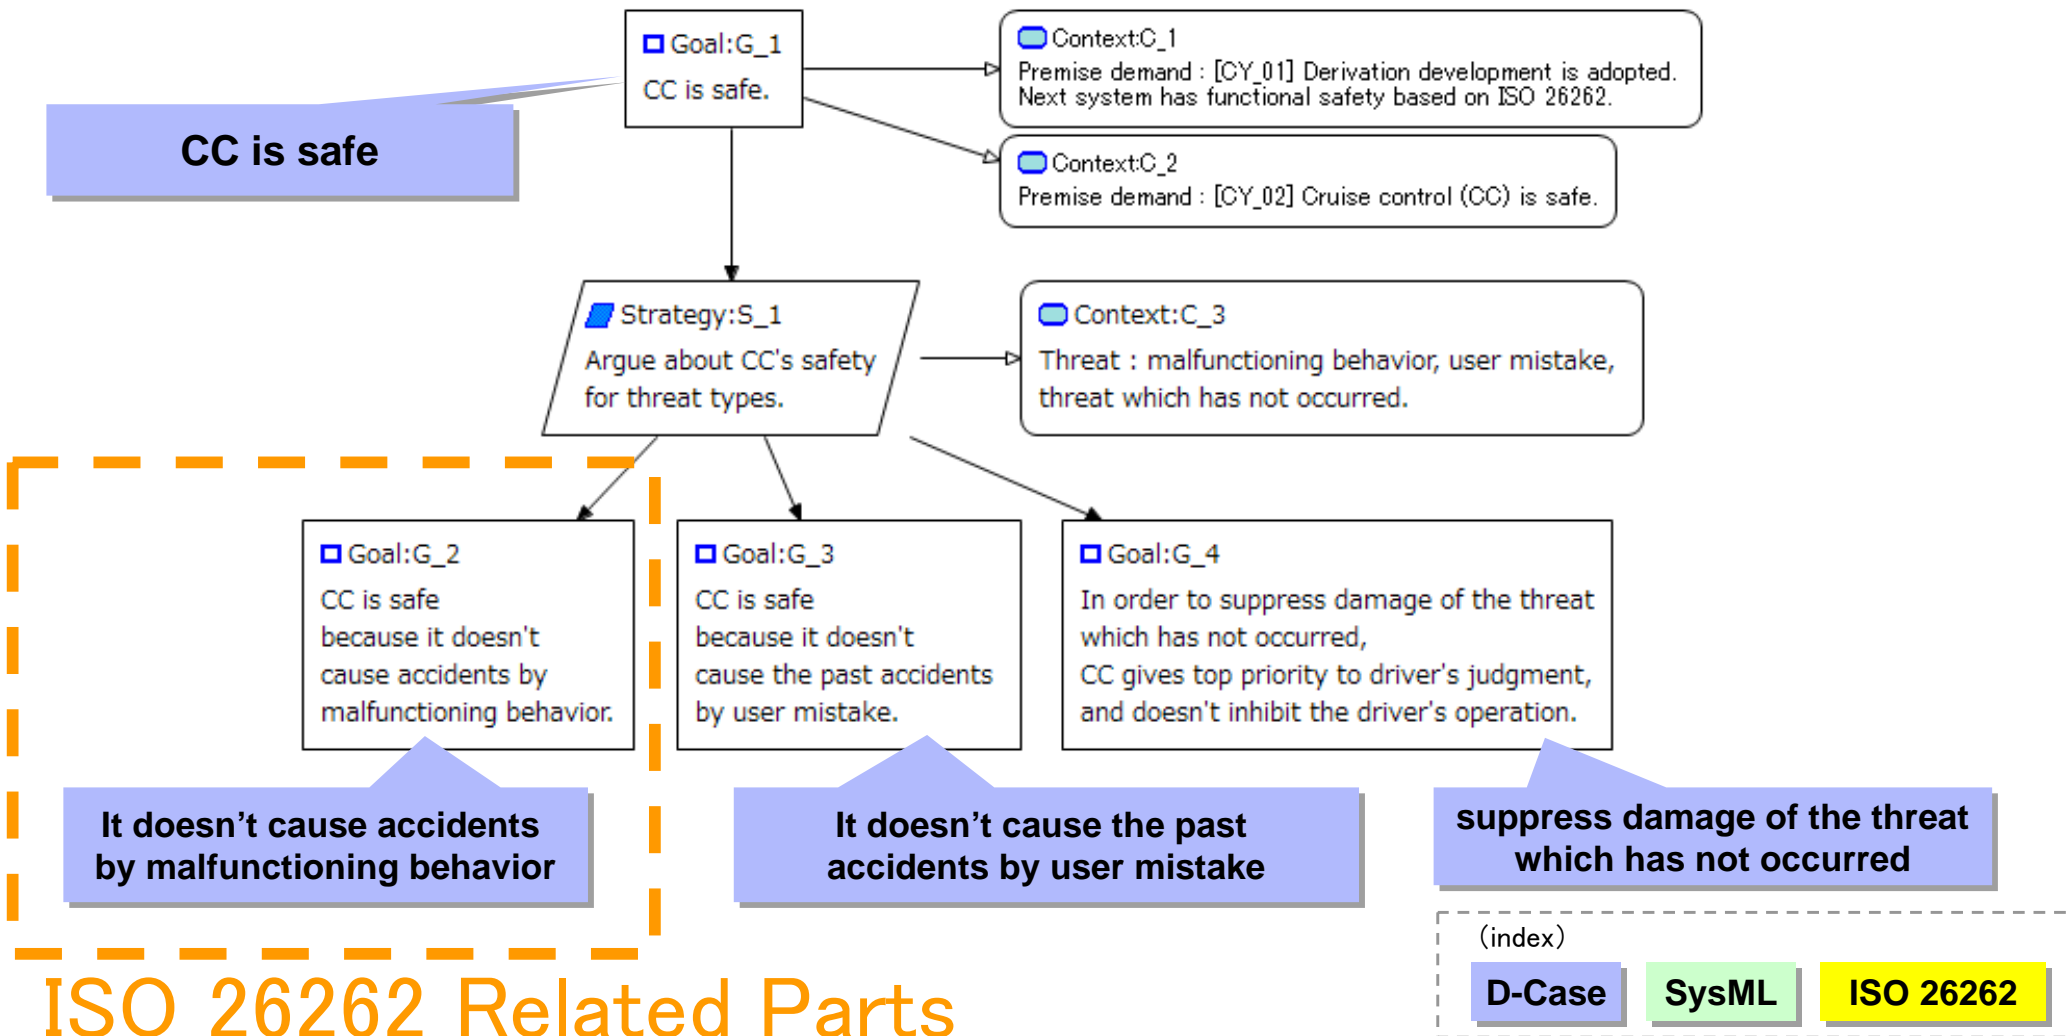 Goal:G_1
CC is safe.
Context:C_1
Premise demand : [CY_01] Derivation development is adopted.
Next system has functional safety based on ISO 26262.
CC is safe
Context:C_2
Premise demand : [CY_02] Cruise control (CC) is safe.
Strategy:S_1
Argue about CC's safety
for threat types.
Context:C_3
Threat : malfunctioning behavior, user mistake,
threat which has not occurred.
Goal:G_2
CC is safe
because it doesn't
cause accidents by
malfunctioning behavior.
Goal:G_3
CC is safe
because it doesn't
cause the past accidents
by user mistake.
Goal:G_4
In order to suppress damage of the threat
which has not occurred,
CC gives top priority to driver's judgment,
and doesn't inhibit the driver's operation.
It doesn’t cause accidents
by malfunctioning behavior
It doesn’t cause the past
accidents by user mistake
suppress damage of the threat
which has not occurred
ISO 26262 Related Parts
(index)
D-Case
SysML
ISO 26262